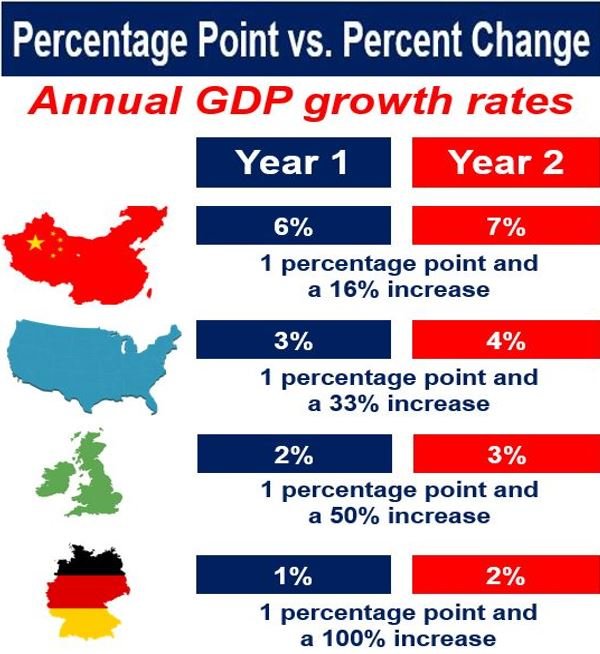 Percentage Point vs. Percent Change
Annual GDP growth rates
Year 1 Year 2
6% 7%
1 percentage point and
a 16% increase
3% 4%
1 percentage point and
a 33% increase
2% 3%
1 percentage point and
a 50% increase
1% 2%
1 percentage point and
a 100% increase